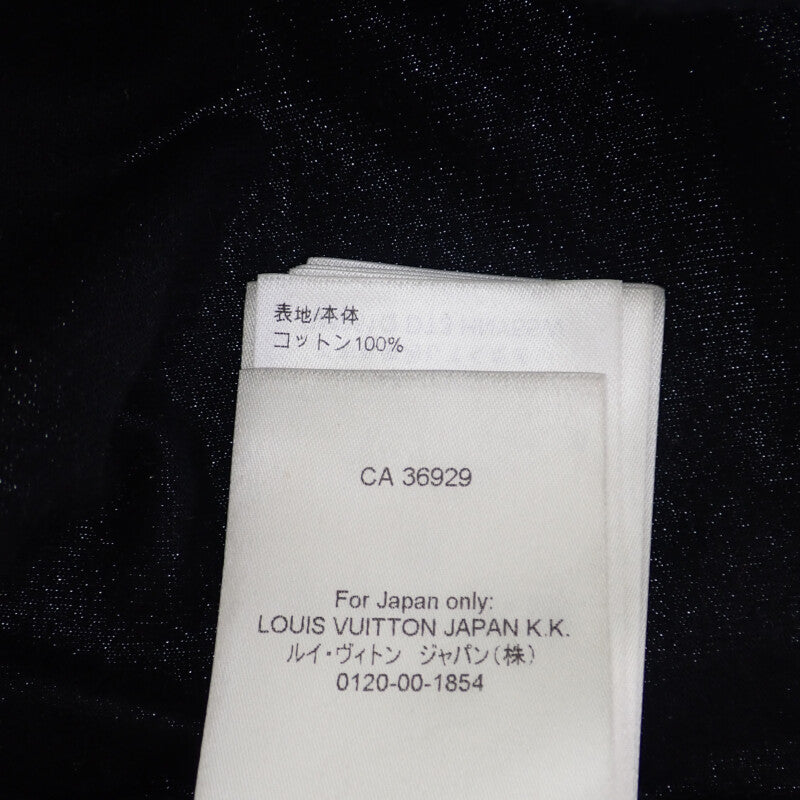 表地/本体
コットン100%
CA 36929
For Japan only:
LOUIS VUITTON JAPAN K.K.
ルイ・ヴィトン ジャパン(株)
0120-00-1854